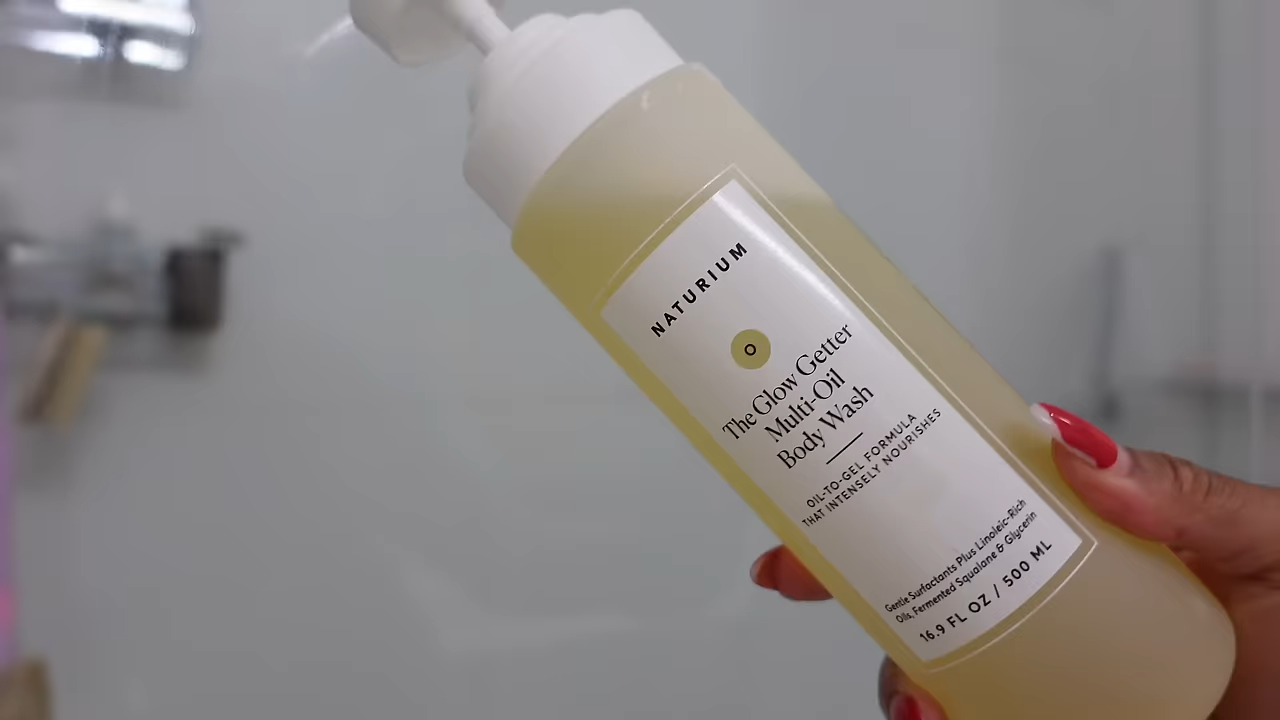 NATURIUM
O
The Glow Getter
Multi-Oil
Body Wash
OIL-TO-GEL FORMULA
THAT INTENSELY NOURISHES
Gentle Surfactants Plus Linoleic-Rich
Oils, Fermented Squalane & Glycerin
16.9 FL OZ / 500 ML